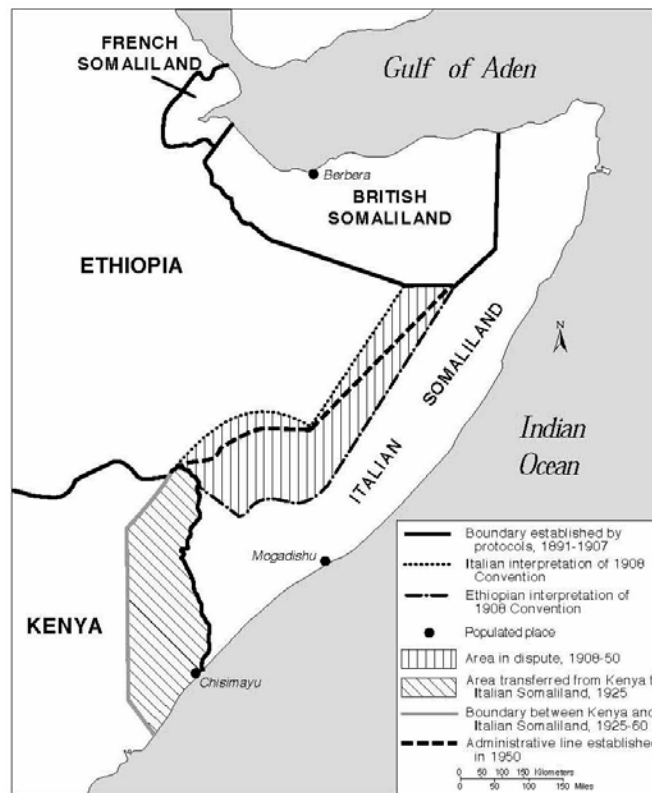 FRENCH
SOMALILAND
Gulf of Aden
Berbera
BRITISH
SOMALILAND
ETHIOPIA
ITALIAN SOMALILAND
N
Indian
Ocean
Mogadishu
KENYA
Chisimayu
Boundary established by
protocols, 1891-1907
Italian interpretation of 1908
Convention
Ethiopian interpretation of
1908 Convention
Populated place
Area in dispute, 1908-50
Area transferred from Kenya t
Italian Somaliland, 1925
Boundary between Kenya and
Italian Somaliland, 1925-60
Administrative line established
in 1950
0 50 100 150 Kilometers
0 50 100 150 Miles